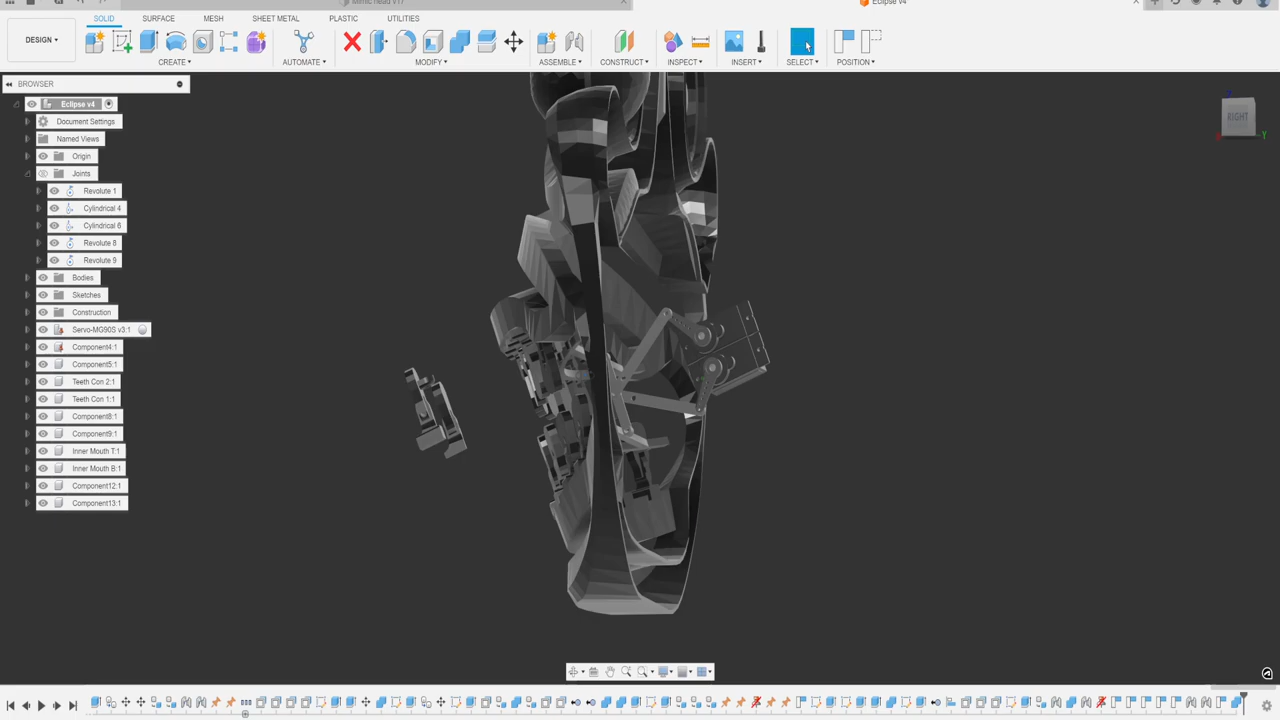 Mimic head v17
Eclipse v4
SOLID
SURFACE
MESH
SHEET METAL
PLASTIC
UTILITIES
DESIGN
CREATE
AUTOMATE
MODIFY
ASSEMBLE
CONSTRUCT
INSPECT
INSERT
SELECT
POSITION
BROWSER
Eclipse v4
Document Settings
Named Views
Origin
Joints
Revolute 1
Cylindrical 4
Cylindrical 6
Revolute 8
Revolute 9
Bodies
Sketches
Construction
Servo-MG90S v3:1
Component4:1
Component5:1
Teeth Con 2:1
Teeth Con 1:1
Component8:1
Component9:1
Inner Mouth T:1
Inner Mouth B:1
Component12:1
Component13:1
Z
RIGHT
Y